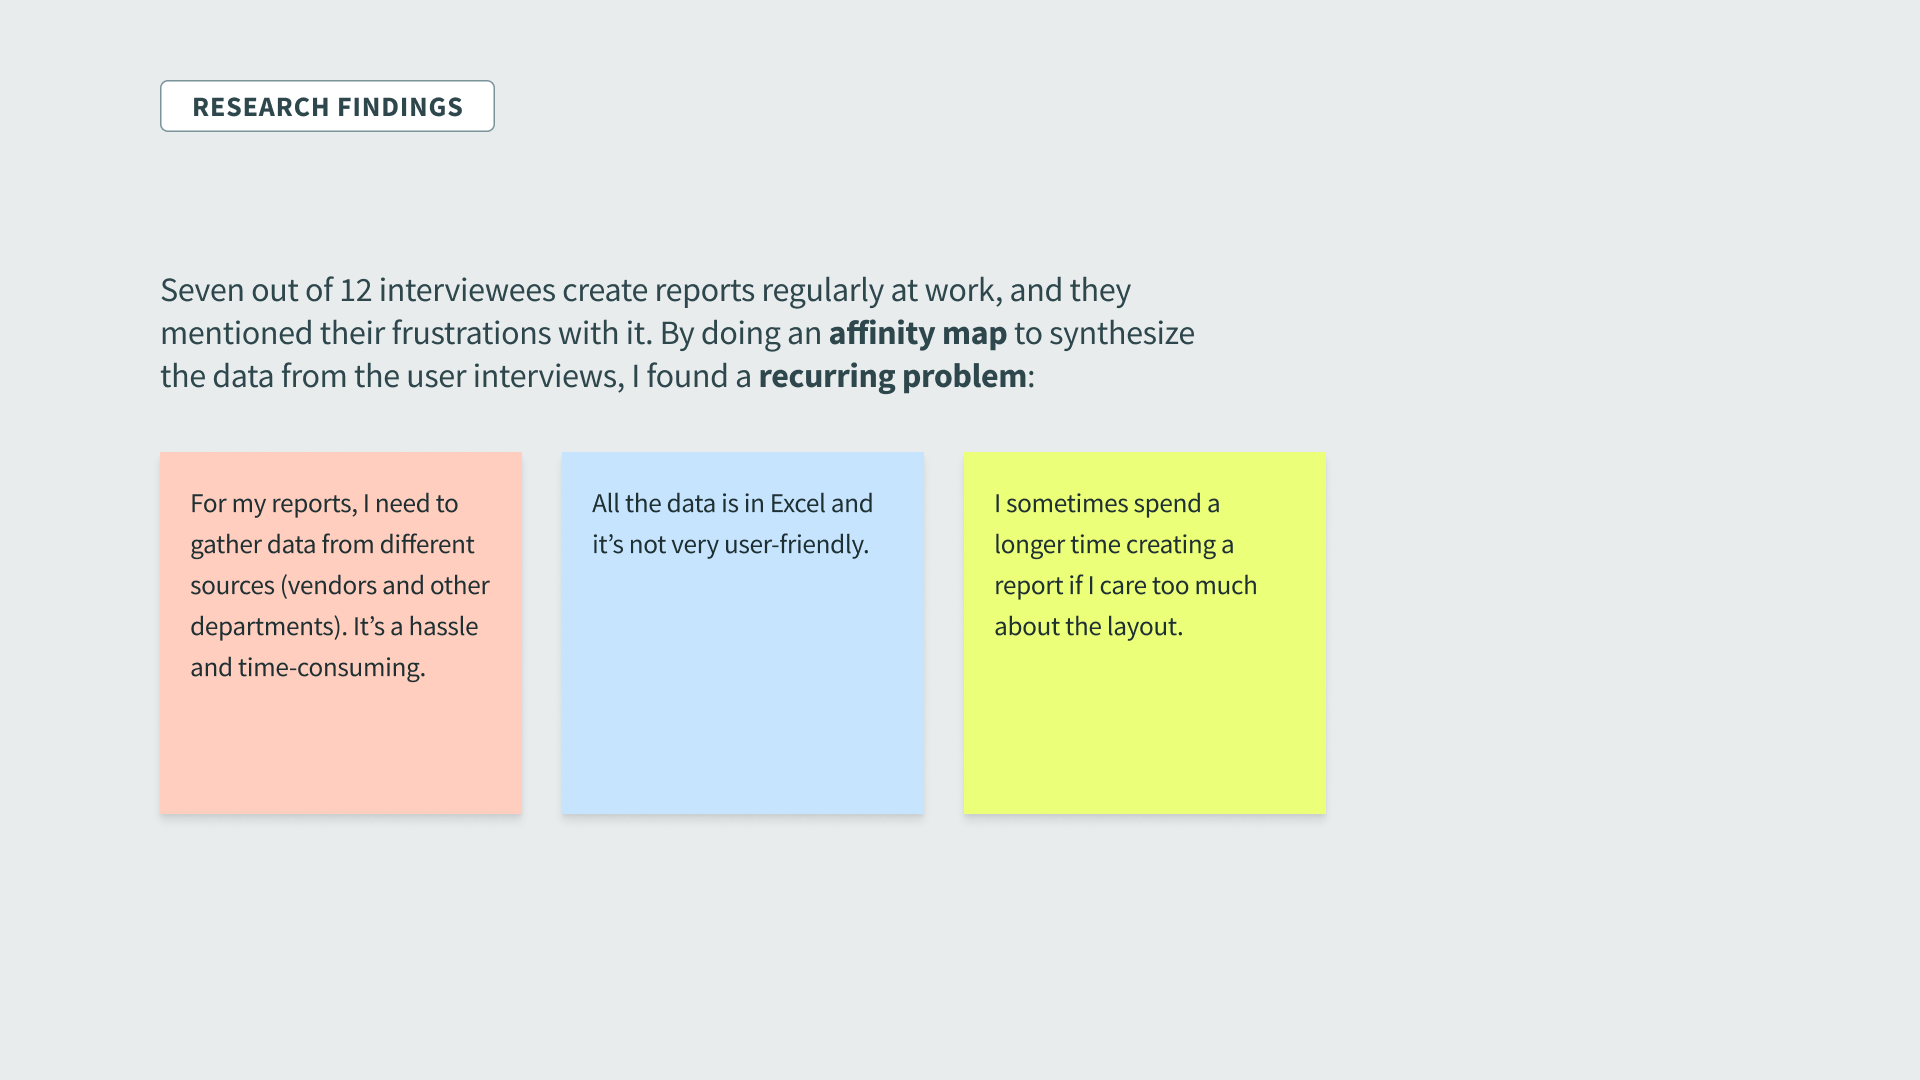 RESEARCH FINDINGS
Seven out of 12 interviewees create reports regularly at work, and they
mentioned their frustrations with it. By doing an affinity map to synthesize
the data from the user interviews, I found a recurring problem:
For my reports, I need to
gather data from different
sources (vendors and other
departments). It’s a hassle
and time-consuming.
All the data is in Excel and
it’s not very user-friendly.
I sometimes spend a
longer time creating a
report if I care too much
about the layout.